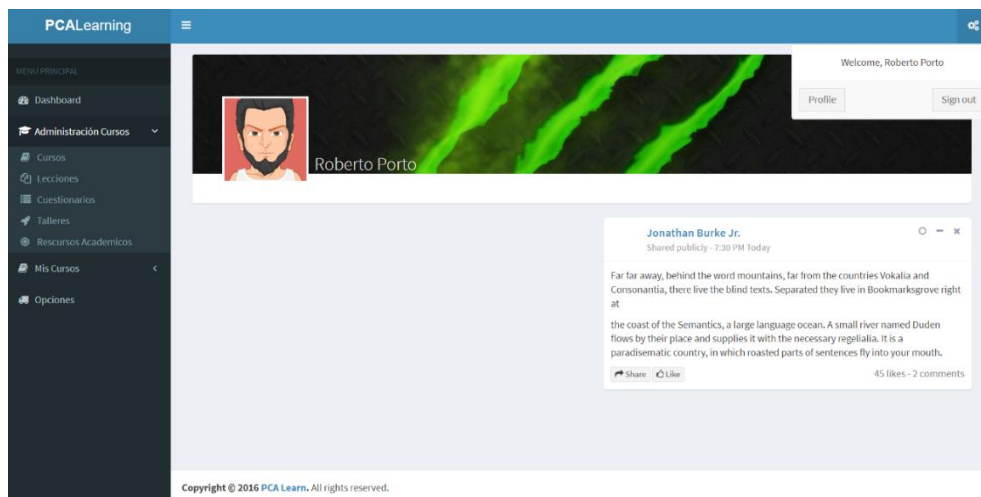 PCALearning
Welcome, Roberto Porto
Profile
Sign out
MENU PRINCIPAL
Dashboard
Administración Cursos
Cursos
Lecciones
Cuestionarios
Talleres
Rescursos Academicos
Mis Cursos
Opciones
Roberto Porto
Jonathan Burke Jr.
Shared publicly - 7:30 PM Today
Far far away, behind the word mountains, far from the countries Vokalia and
Consonantia, there live the blind texts. Separated they live in Bookmarksgrove right
at
the coast of the Semantics, a large language ocean. A small river named Duden
flows by their place and supplies it with the necessary regelialia. It is a
paradisematic country, in which roasted parts of sentences fly into your mouth.
Share Like 45 likes - 2 comments
Copyright © 2016 PCA Learn. All rights reserved.